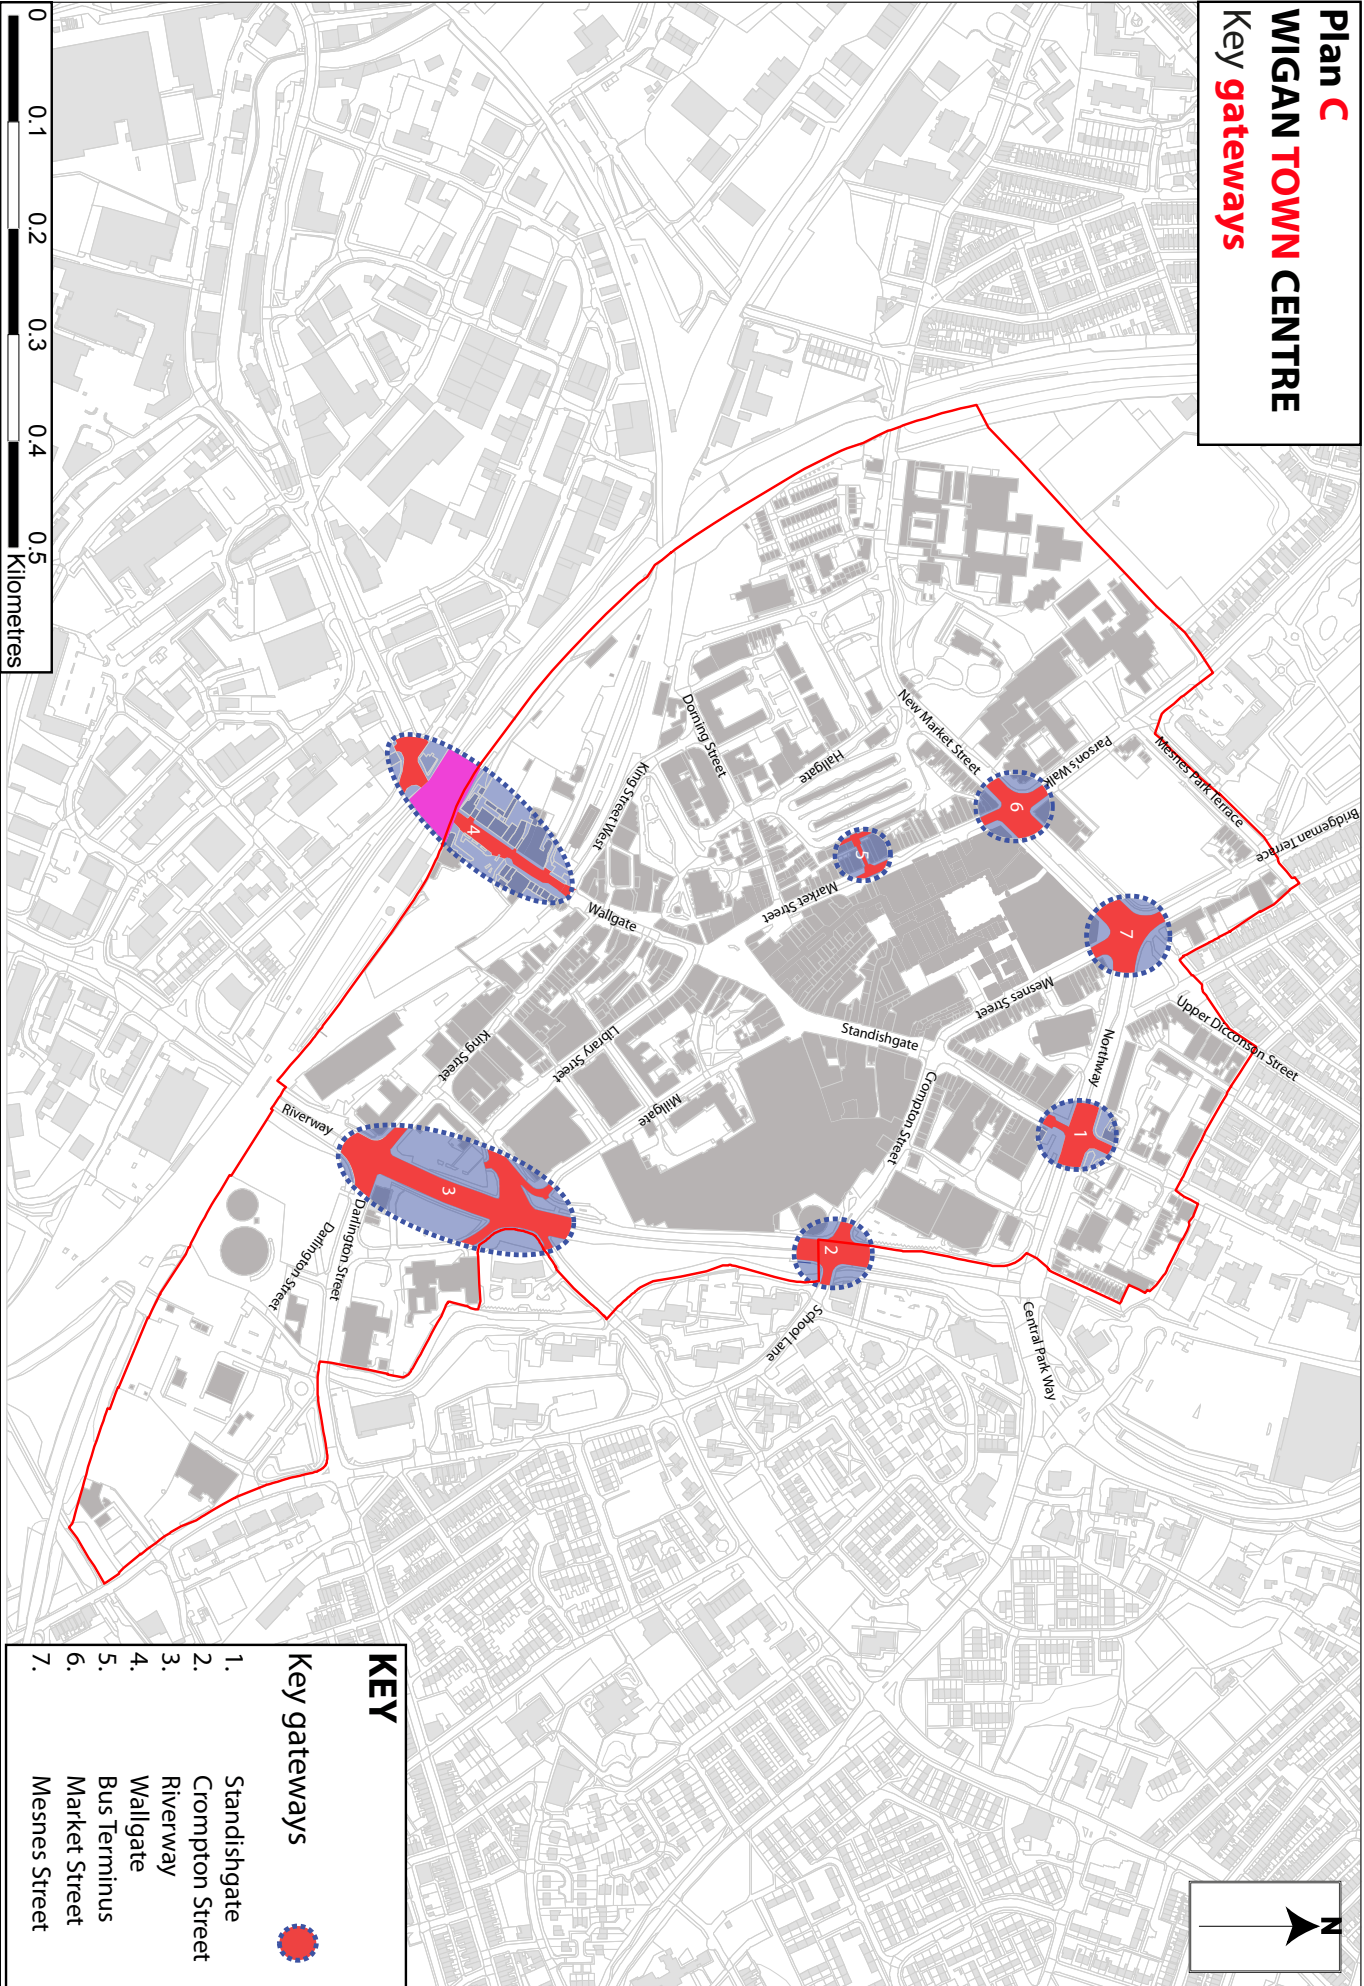 Plan C
WIGAN TOWN CENTRE
Key gateways
N
Bridgeman Terrace
Mesnes Park Terrace
Parson's Walk
New Market Street
Upper Dicconson Street
6
7
Hallgate
Dorning Street
5
Market Street
Mesnes Street
Northway
1
Standishgate
Crompton Street
Central Park Way
King Street West
Wallgate
4
Library Street
King Street
Millgate
2
School Lane
Riverway
3
Darlington Street
Darlington Street
KEY
Key gateways
1. Standishgate
2. Crompton Street
3. Riverway
4. Wallgate
5. Bus Terminus
6. Market Street
7. Mesnes Street
0 0.1 0.2 0.3 0.4 0.5
Kilometres